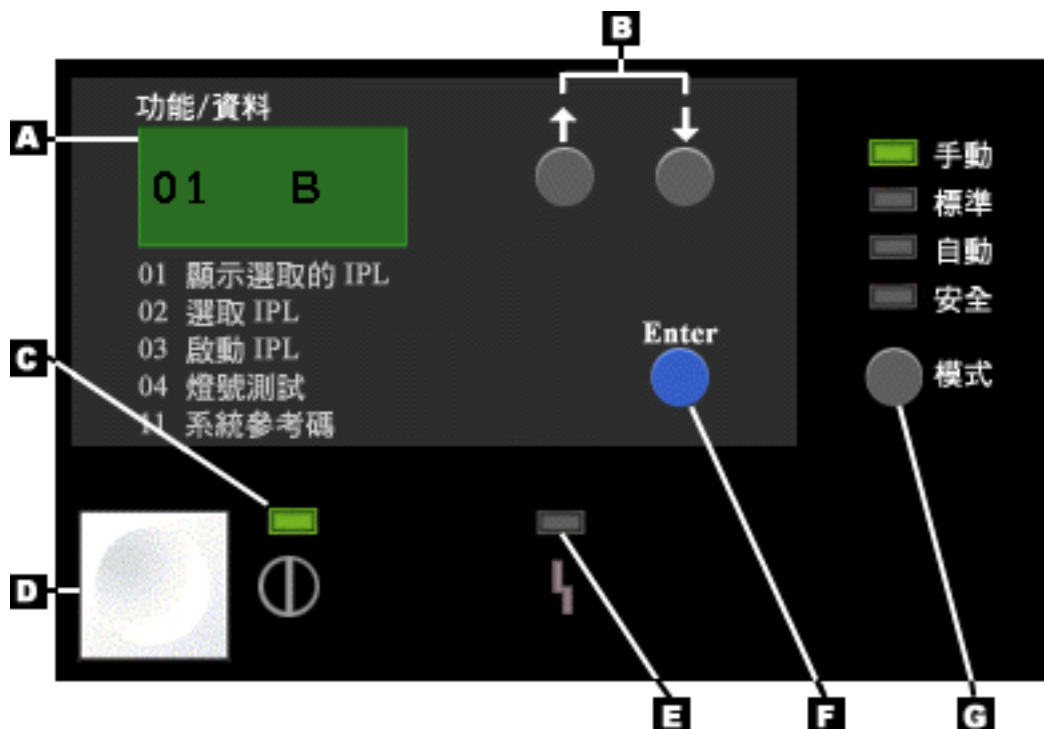 B
功能/資料
A
01 B
手動
標準
自動
安全
01 顯示選取的 IPL
02 選取 IPL
03 啟動 IPL
04 燈號測試
11 系統參考碼
Enter
模式
C
D
E
F
G